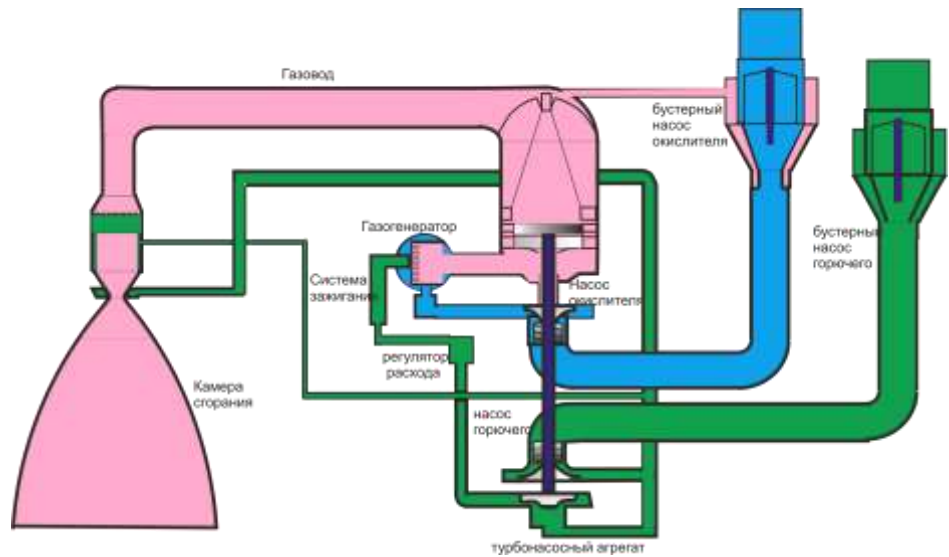 Газовод
бустерный
насос
окислителя
Газогенератор
бустерный
насос
горючего
Система
зажигания
Насос
окислителя
регулятор
расхода
Камера
сгорания
насос
горючего
турбонасосный агрегат